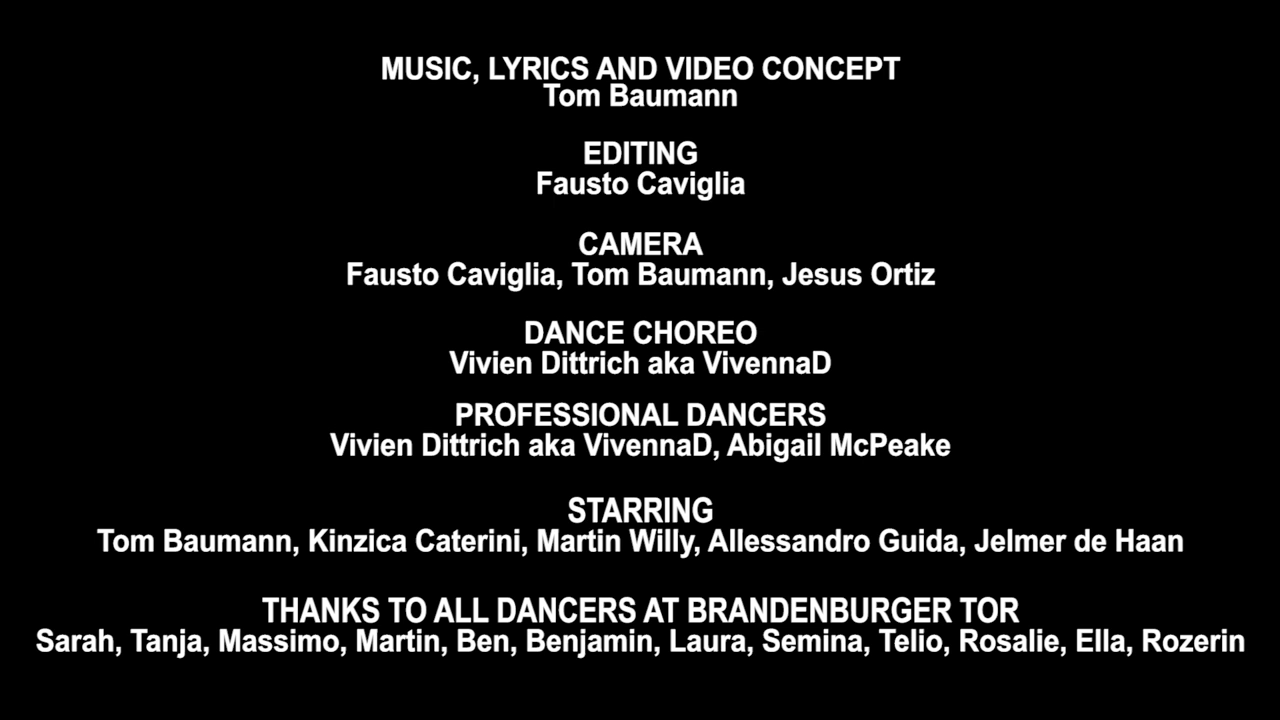 MUSIC, LYRICS AND VIDEO CONCEPT
Tom Baumann
EDITING
Fausto Caviglia
CAMERA
Fausto Caviglia, Tom Baumann, Jesus Ortiz
DANCE CHOREO
Vivien Dittrich aka VivennaD
PROFESSIONAL DANCERS
Vivien Dittrich aka VivennaD, Abigail McPeake
STARRING
Tom Baumann, Kinzica Caterini, Martin Willy, Allessandro Guida, Jelmer de Haan
THANKS TO ALL DANCERS AT BRANDENBURGER TOR
Sarah, Tanja, Massimo, Martin, Ben, Benjamin, Laura, Semina, Telio, Rosalie, Ella, Rozerin